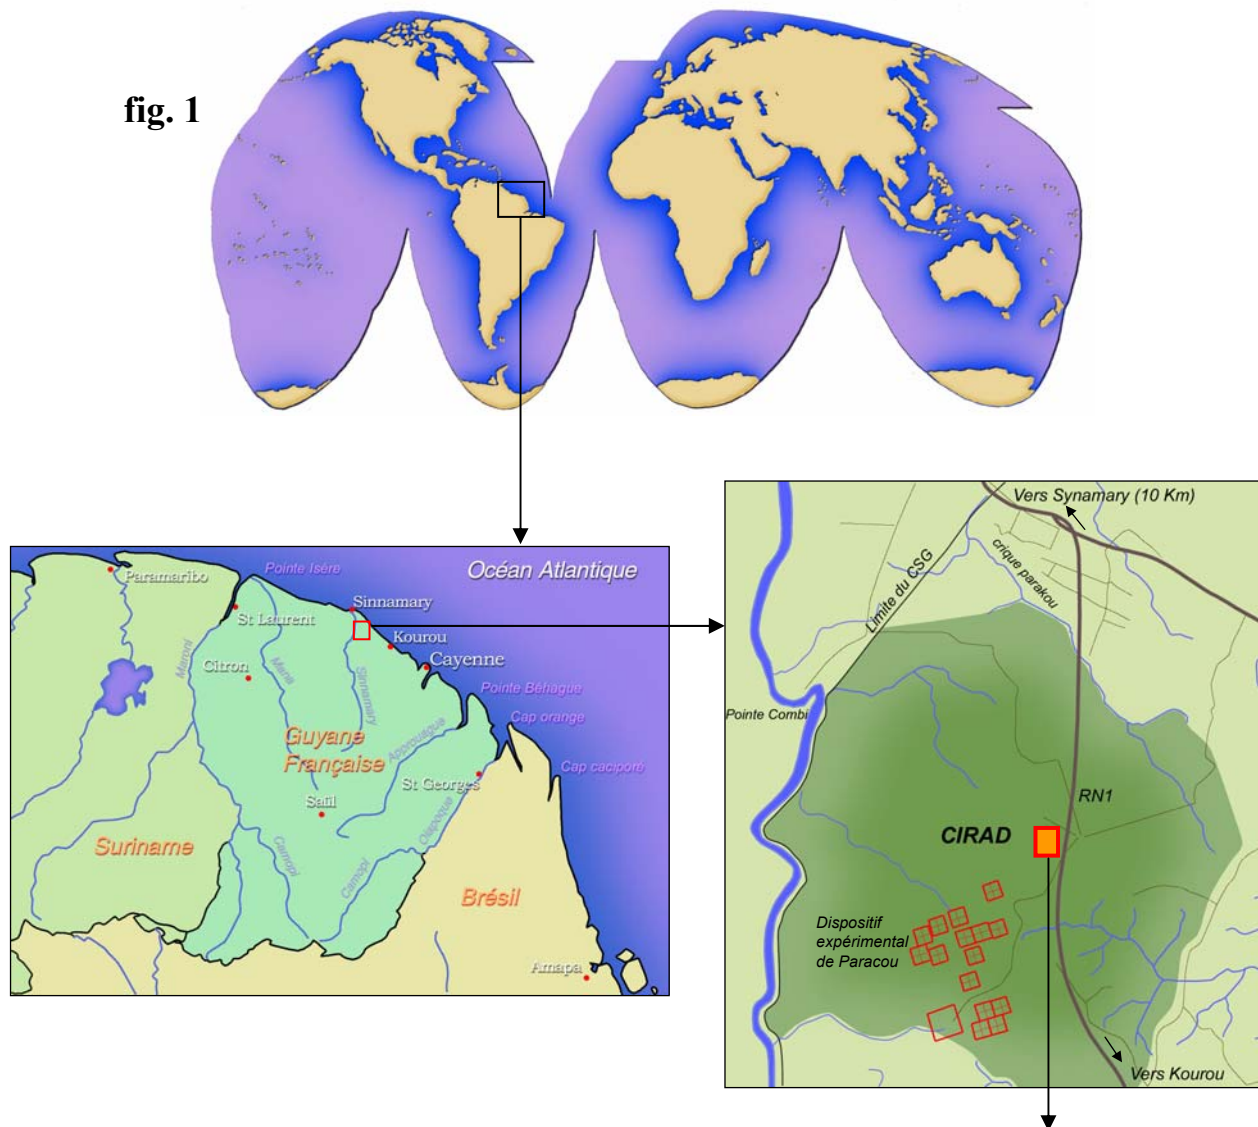 fig. 1
Océan Atlantique
Pointe Isère
Paramaribo
Sinnamary
St Laurent
Kourou
Maroni
Citron
Mana
Sinnamary
Cayenne
Pointe Béhague
Cap orange
Guyane
Française
Approuague
Cap caciporé
St Georges
Saül
Oiapoque
Suriname
Camopi
Camopi
Brésil
Amapa
Vers Synamary (10 Km)
Limite du CSG
crique parakou
Pointe Combi
RN1
CIRAD
Dispositif
expérimental
de Paracou
Vers Kourou